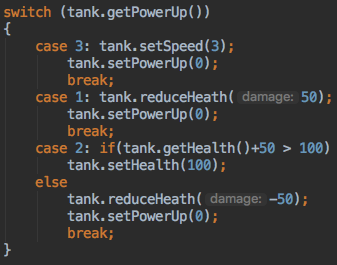 switch (tank.getPowerUp())
{
case 3: tank.setSpeed(3);
tank.setPowerUp(0);
break;
case 1: tank.reduceHeath( damage: 50);
tank.setPowerUp(0);
break;
case 2: if(tank.getHealth()+50 > 100)
tank.setHealth(100);
else
tank.reduceHeath( damage: -50);
tank.setPowerUp(0);
break;
}